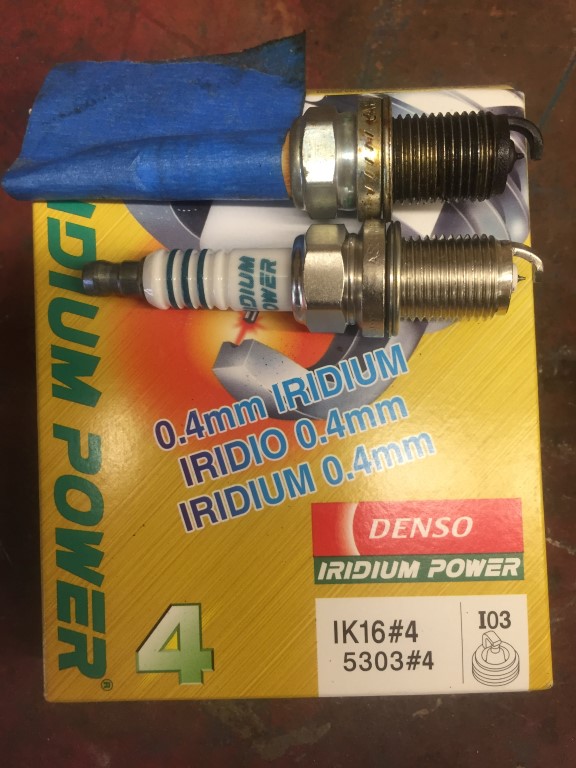 IRIDIUM
POWER
IRIDIUM POWER®
0.4mm IRIDIUM
IRIDIO 0.4mm
IRIDIUM 0.4mm
DENSO
IRIDIUM POWER
4
IK16#4
5303#4
I03